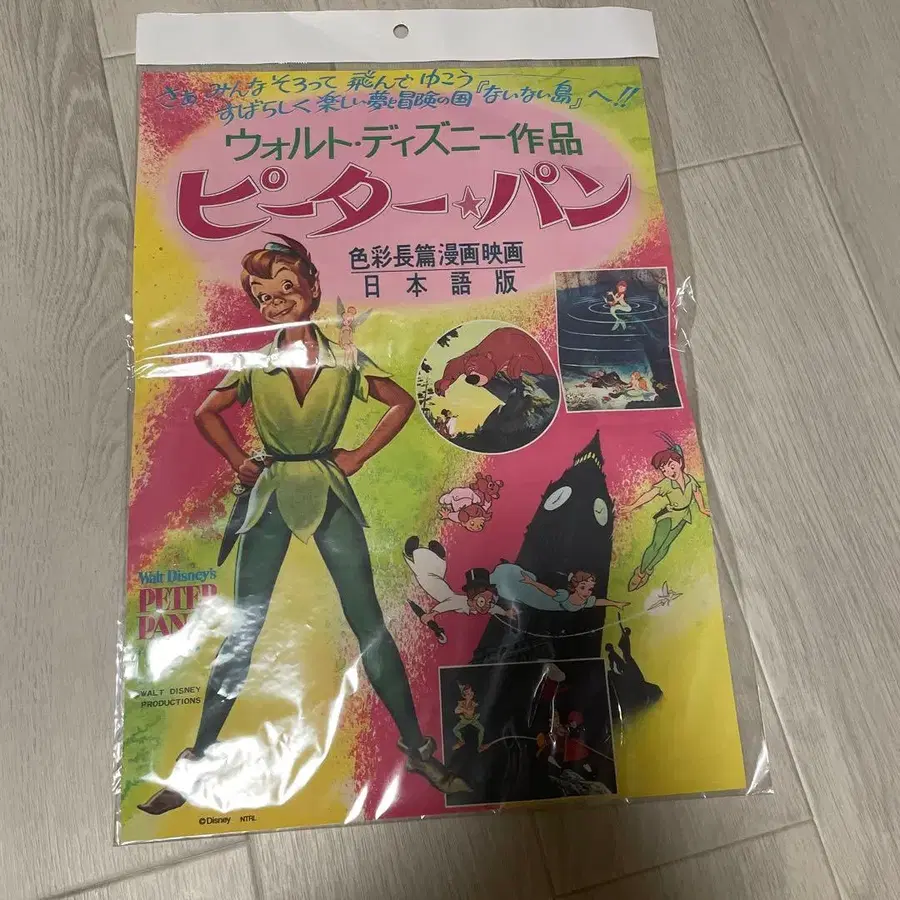 さぁ みんな そろって 飛んで ゆこう
すばらしく 楽しい夢と冒険の国『ないない島』へ!!
ウォルト・ディズニー作品
ピーター☆パン
色彩長篇漫画映画
日本語版
Walt Disney's
PETER
PAN
WALT DISNEY
PRODUCTIONS
©Disney NTRL